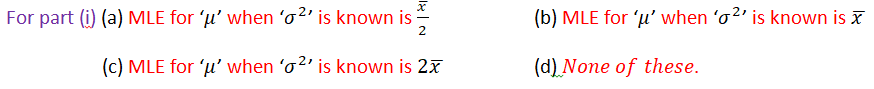 For part (i) (a) MLE for ‘μ’ when ‘σ²’ is known is x̅/2 (b) MLE for ‘μ’ when ‘σ²’ is known is x̅
(c) MLE for ‘μ’ when ‘σ²’ is known is 2x̅ (d) None of these.